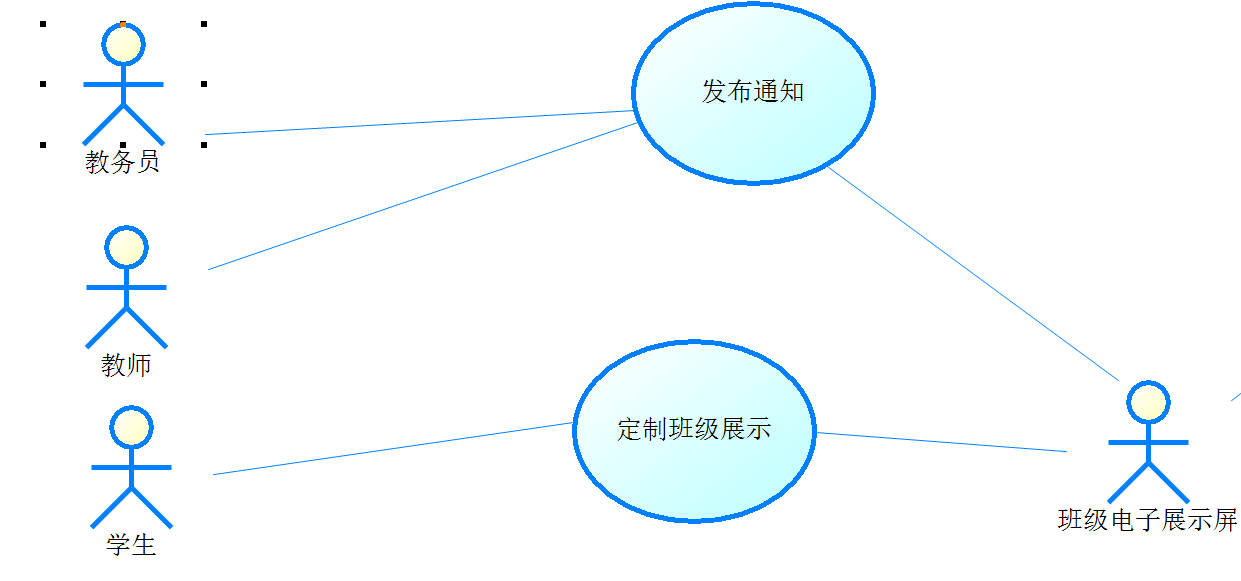 发布通知
教务员
教师
定制班级展示
班级电子展示屏
学生